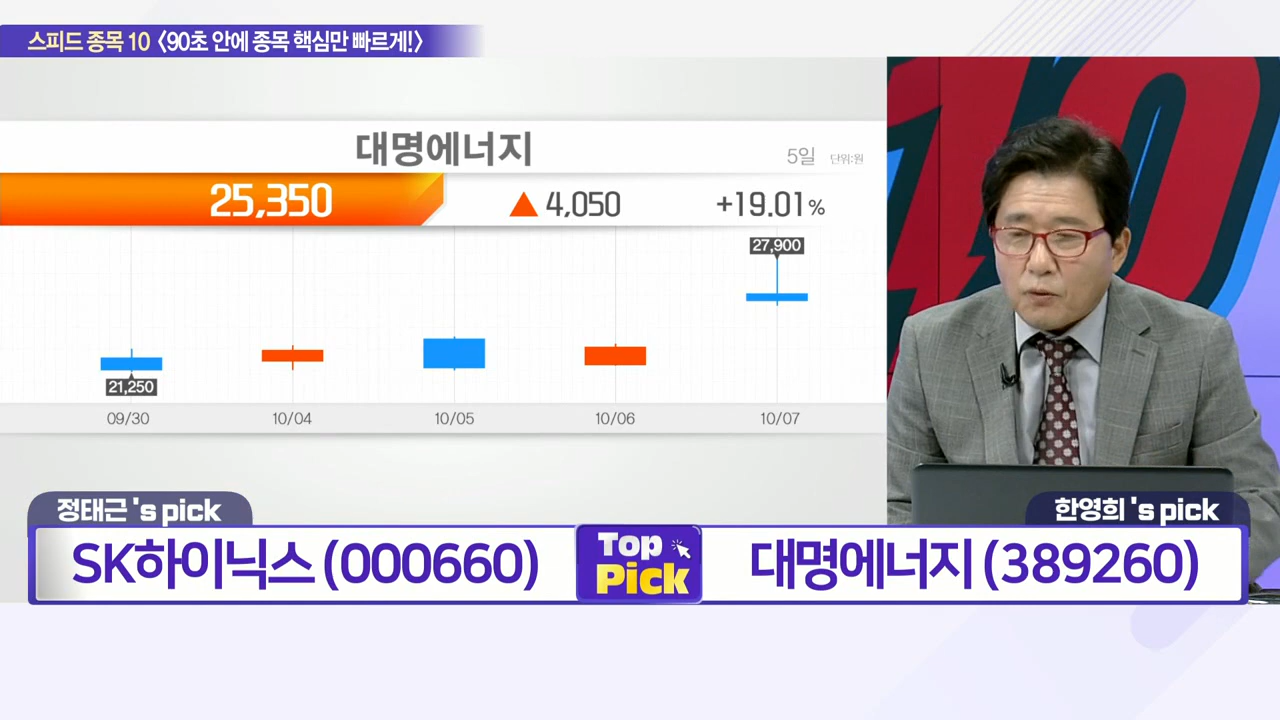 스피드 종목 10 〈90초 안에 종목 핵심만 빠르게!〉
대명에너지
5일 단위:원
25,350 ▲ 4,050 +19.01%
27,900
21,250
09/30 10/04 10/05 10/06 10/07
10
정태근 's pick
한영희 's pick
SK하이닉스 (000660)
Top Pick
대명에너지 (389260)